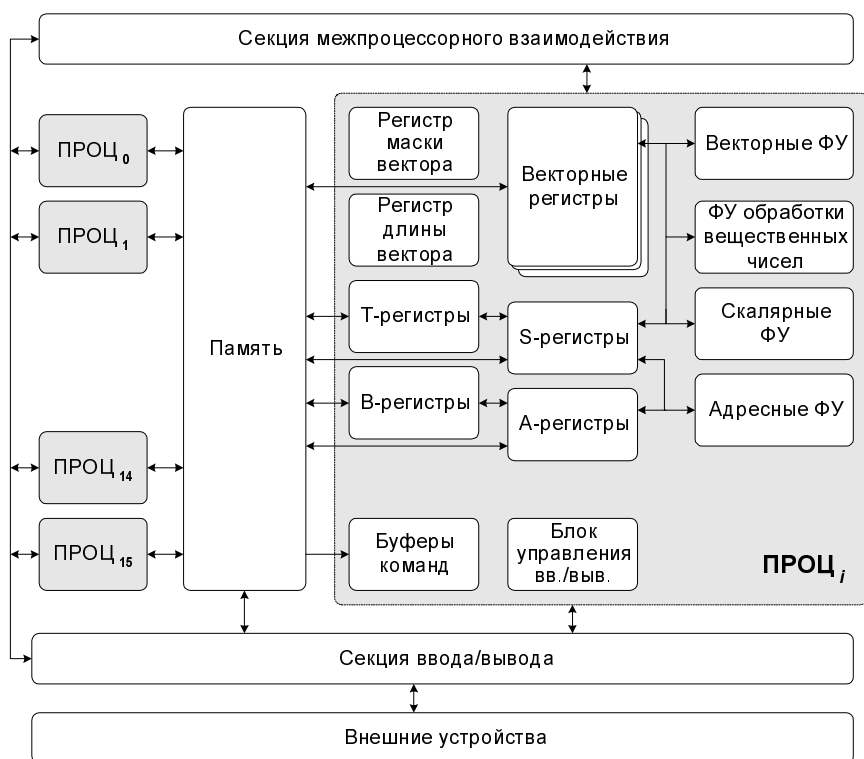 Секция межпроцессорного взаимодействия
ПРОЦ 0
ПРОЦ 1
ПРОЦ 14
ПРОЦ 15
Память
Регистр
маски
вектора
Регистр
длины
вектора
Т-регистры
В-регистры
Буферы
команд
Векторные
регистры
S-регистры
А-регистры
Блок
управления
вв./выв.
Векторные ФУ
ФУ обработки
вещественных
чисел
Скалярные
ФУ
Адресные ФУ
ПРОЦ i
Секция ввода/вывода
Внешние устройства